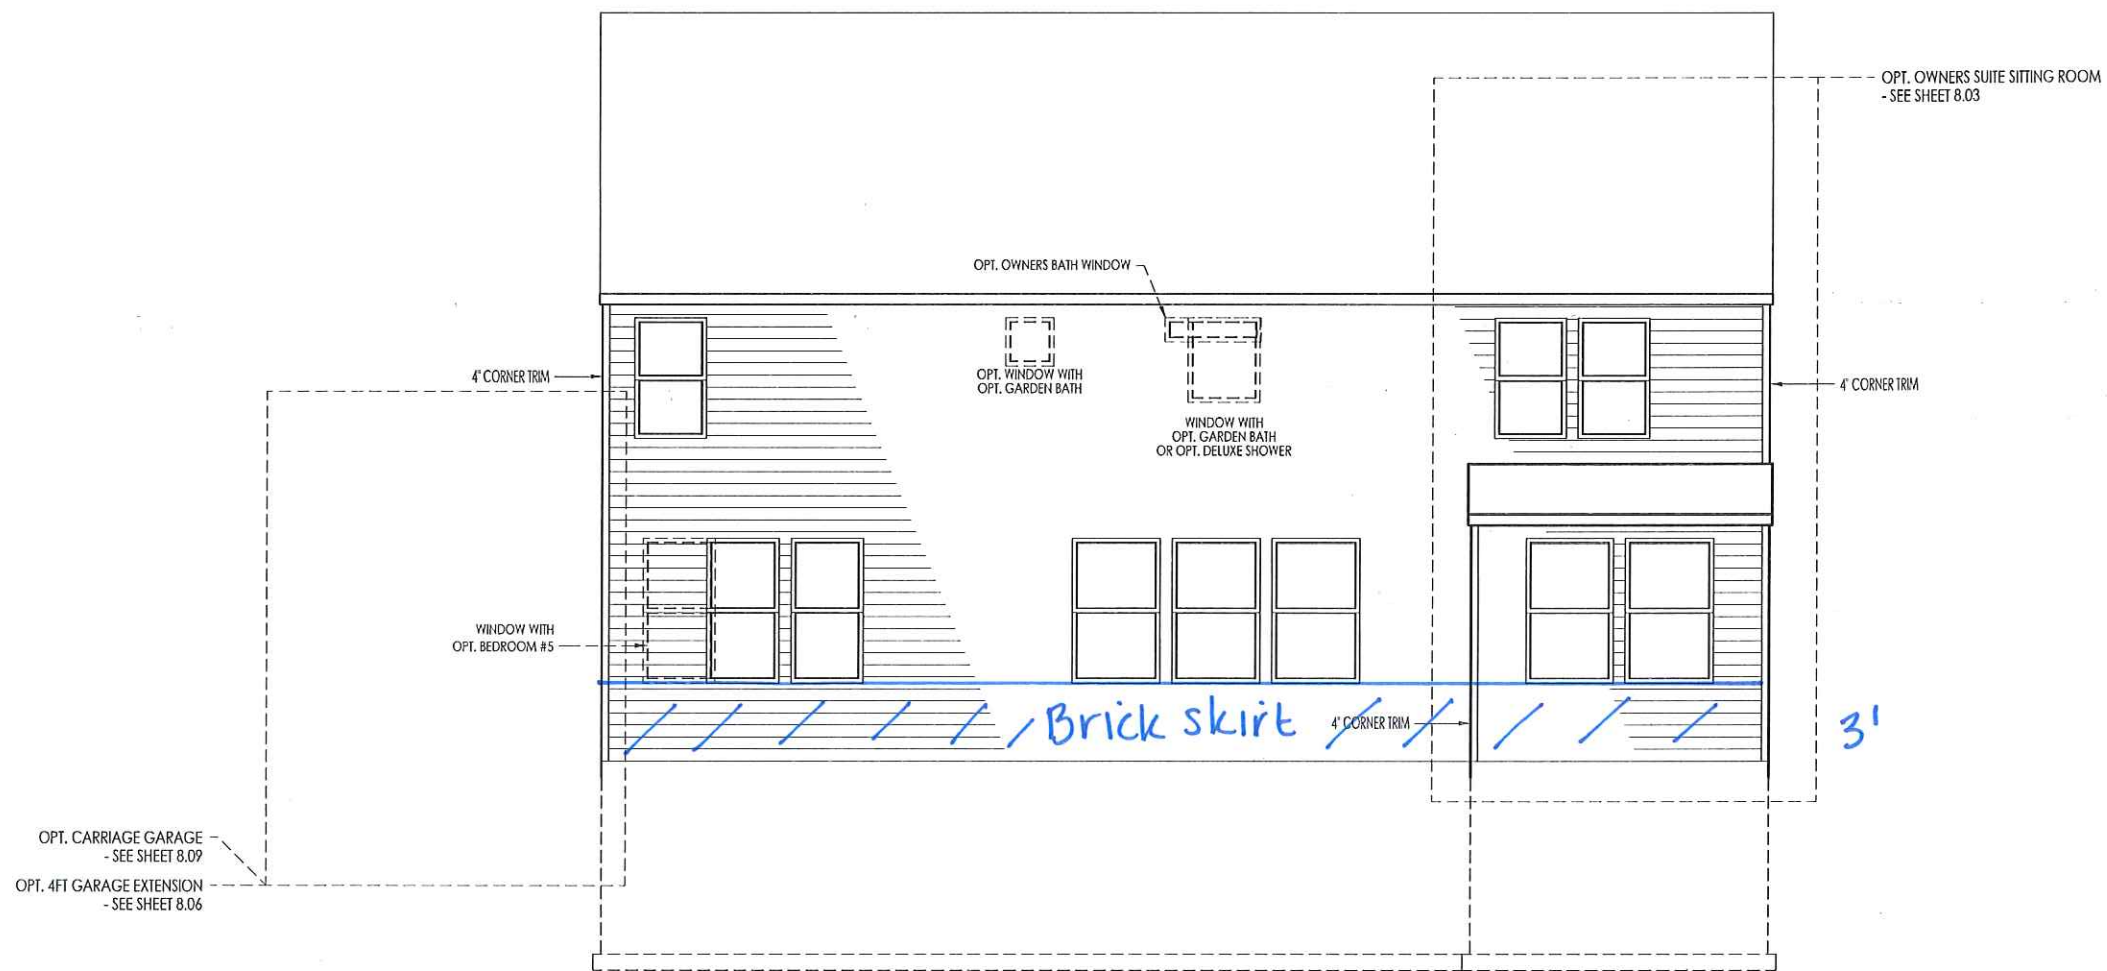 OPT. OWNERS SUITE SITTING ROOM
- SEE SHEET 8.03
OPT. OWNERS BATH WINDOW
4" CORNER TRIM
OPT. WINDOW WITH
OPT. GARDEN BATH
4" CORNER TRIM
WINDOW WITH
OPT. GARDEN BATH
OR OPT. DELUXE SHOWER
WINDOW WITH
OPT. BEDROOM #5
Brick skirt
4" CORNER TRIM
3'
OPT. CARRIAGE GARAGE
- SEE SHEET 8.09
OPT. 4FT GARAGE EXTENSION
- SEE SHEET 8.06